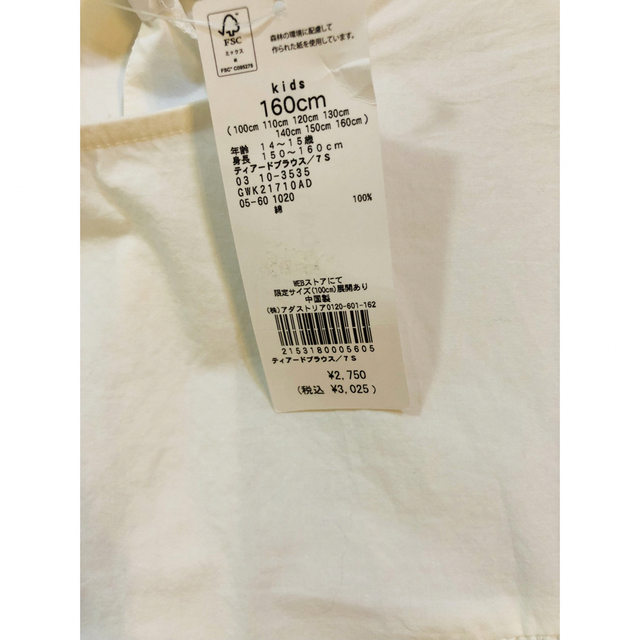 FSC
ミックス
紙
FSC® C095275
森林の環境に配慮して
作られた紙を使用しています。
kids
160cm
(100cm 110cm 120cm 130cm
140cm 150cm 160cm)
年齢 14～15歳
身長 150～160cm
ティアードブラウス/7S
03 10-3535
GWK21710AD
05-60 1020
綿 100%
WEBストアにて
限定サイズ(100cm)展開あり
中国製
(株)アダストリア0120-601-162
2153180005605
ティアードブラウス/7S
¥2,750
(税込 ¥3,025)